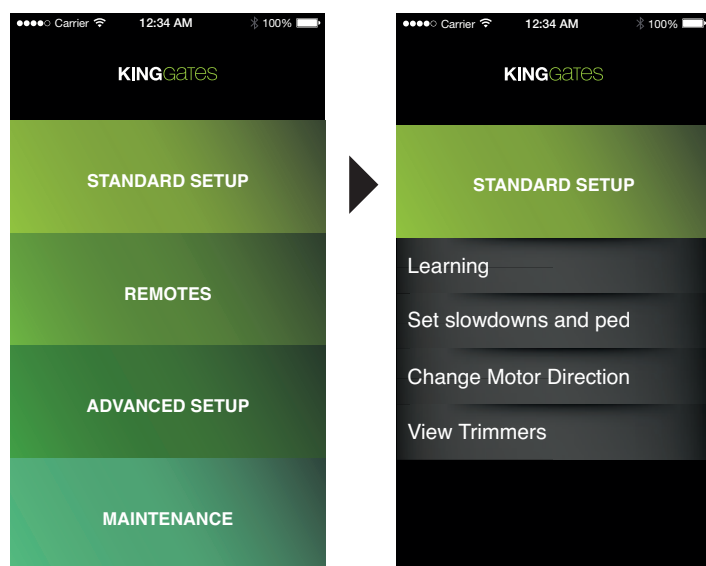 ●●●●○ Carrier 12:34 AM 100%
KINGGATES
STANDARD SETUP
REMOTES
ADVANCED SETUP
MAINTENANCE
●●●●○ Carrier 12:34 AM 100%
KINGGATES
STANDARD SETUP
Learning
Set slowdowns and ped
Change Motor Direction
View Trimmers